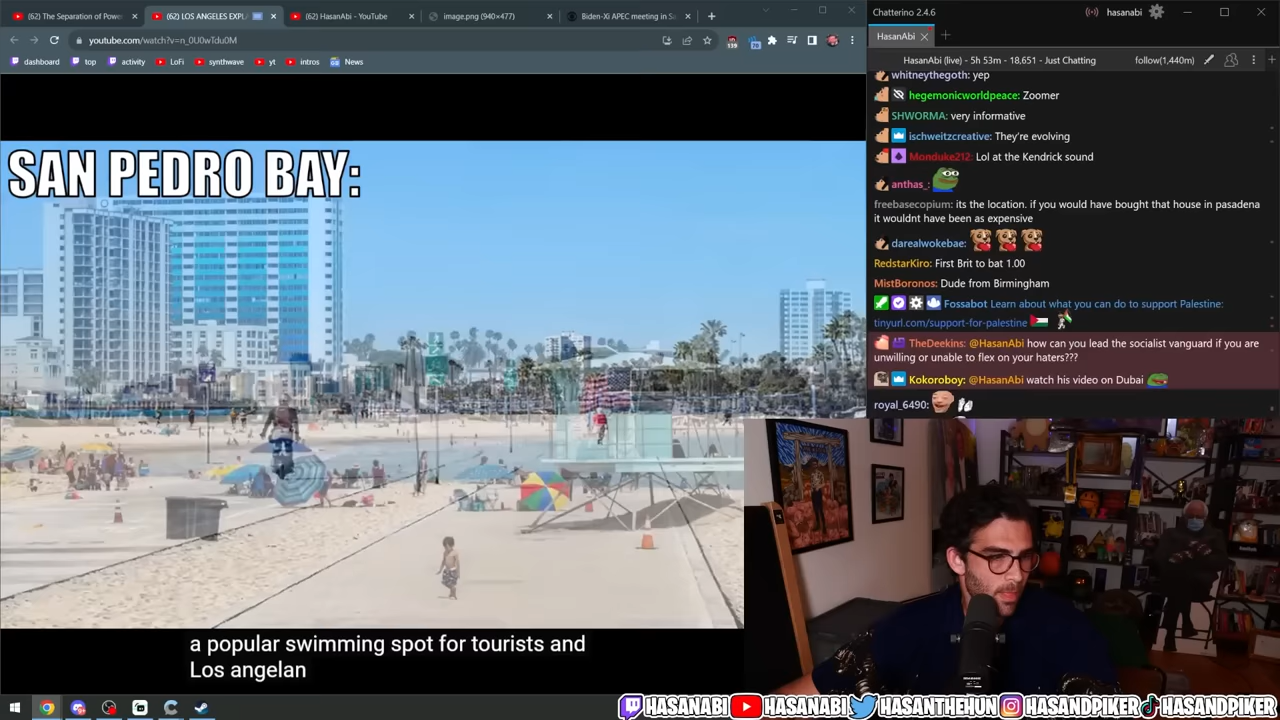 (62) The Separation of Power
(62) LOS ANGELES EXPL
(62) HasanAbi - YouTube
image.png (940×477)
Biden-Xi APEC meeting in Sa
youtube.com/watch?v=n_0U0wTdu0M
139
76
dashboard
top
activity
LoFi
synthwave
yt
intros
News
SAN PEDRO BAY:
a popular swimming spot for tourists and
Los angelan
Chatterino 2.4.6
hasanabi
HasanAbi
HasanAbi (live) - 5h 53m - 18,651 - Just Chatting
follow(1,440m)
whitneythegoth: yep
hegemonicworldpeace: Zoomer
SHWORMA: very informative
ischweitzcreative: They're evolving
Monduke212: Lol at the Kendrick sound
anthas_:
freebasecopium: its the location. if you would have bought that house in pasadena
it wouldnt have been as expensive
darealwokebae:
RedstarKiro: First Brit to bat 1.00
MistBoronos: Dude from Birmingham
Fossabot Learn about what you can do to support Palestine:
tinyurl.com/support-for-palestine
TheDeekins: @HasanAbi how can you lead the socialist vanguard if you are
unwilling or unable to flex on your haters???
Kokoroboy: @HasanAbi watch his video on Dubai
royal_6490:
HASANABI
HASANABI
HASANTHEHUN
HASANDPIKER
HASANDPIKER